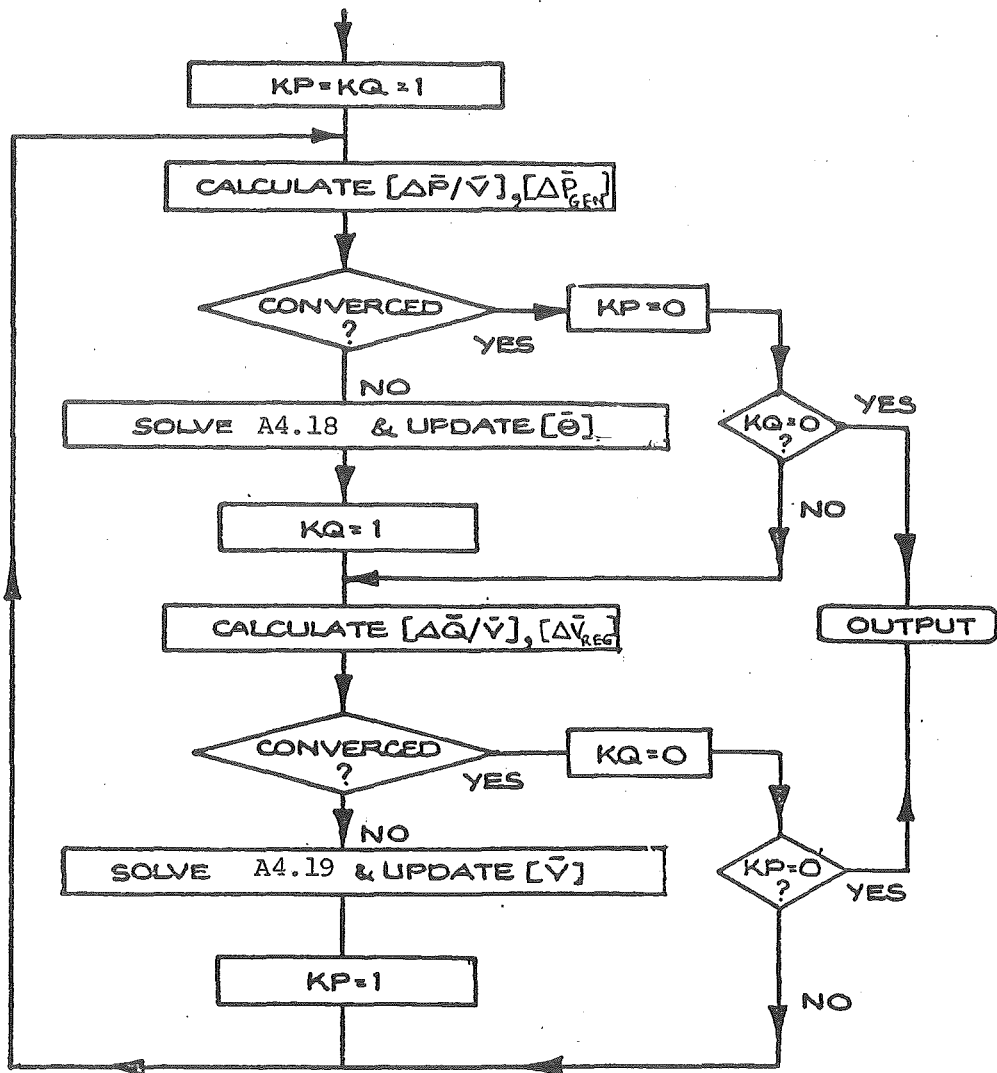 KP=KQ=1
CALCULATE [ΔP̄/V̄],[ΔP̄GEN]
CONVERCED
?
YES
KP=0
NO
SOLVE A4.18 & UPDATE [Θ̄]
KQ=0
?
YES
NO
KQ=1
CALCULATE [ΔQ̄/V̄],[ΔV̄REG]
OUTPUT
CONVERCED
?
YES
KQ=0
NO
SOLVE A4.19 & UPDATE [V̄]
KP=0
?
YES
KP=1
NO